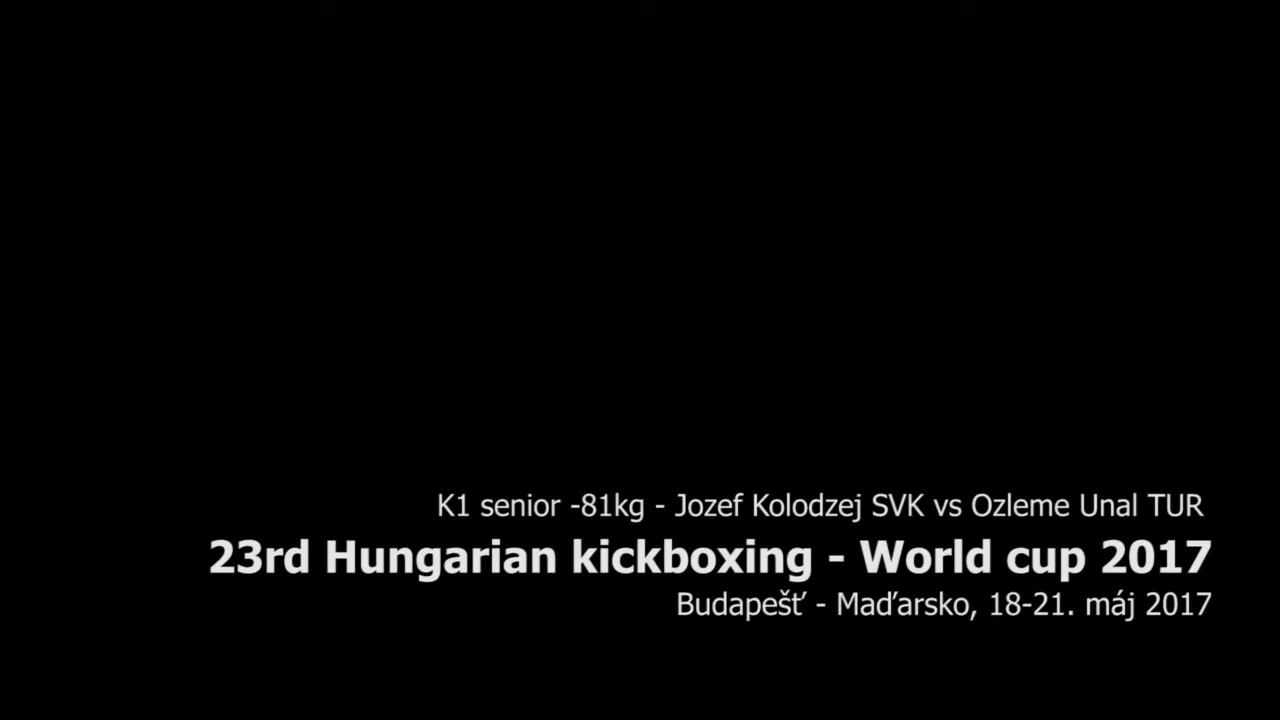 K1 senior -81kg - Jozef Kolodzej SVK vs Ozleme Unal TUR
23rd Hungarian kickboxing - World cup 2017
Budapešť - Maďarsko, 18-21. máj 2017